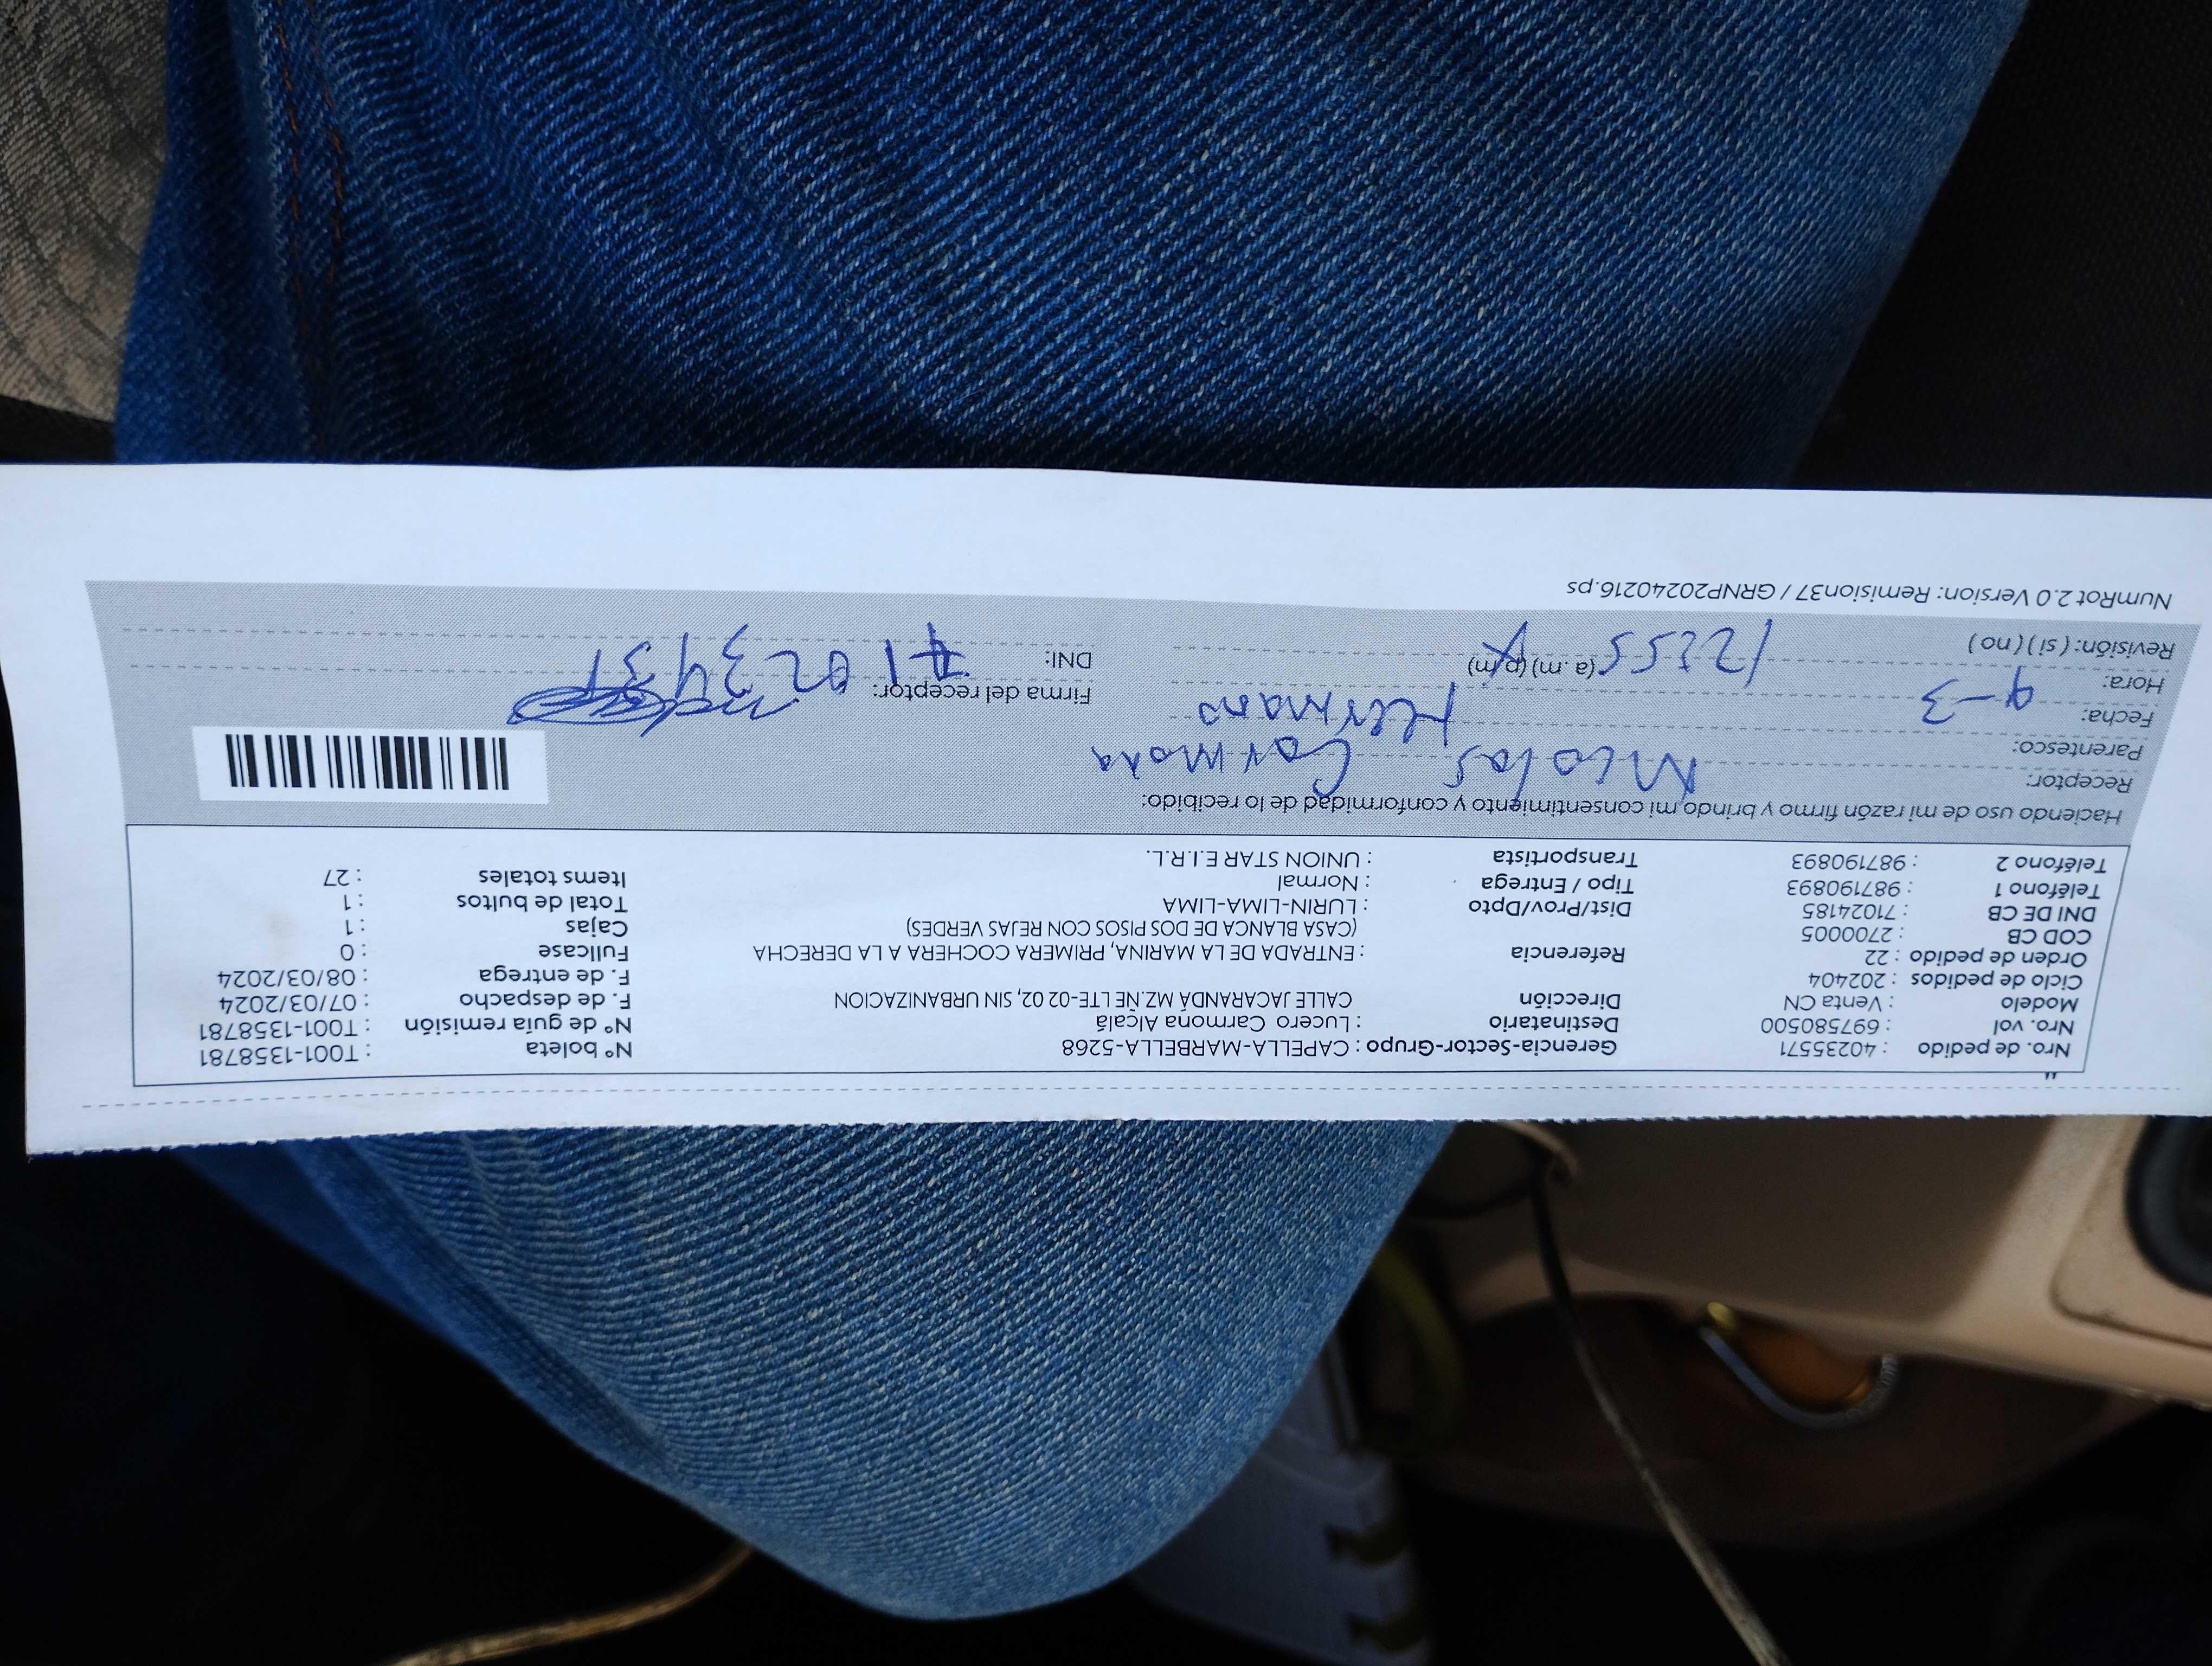 Nro. de pedido : 40235571 Gerencia-Sector-Grupo : CAPELLA-MARBELLA-5268 N° boleta : T001-1358781
Nro. vol : 697580500 Destinatario : Lucero Carmona Alcalá N° de guía remisión : T001-1358781
Modelo : Venta CN Dirección CALLE JACARANDÁ MZ.Ñ LTE-02 02, SIN URBANIZACION F. de despacho : 07/03/2024
Ciclo de pedidos : 202404 F. de entrega : 08/03/2024
Orden de pedido : 22 Referencia : ENTRADA DE LA MARINA, PRIMERA COCHERA A LA DERECHA Fullcase : 0
COD CB : 2700005 (CASA BLANCA DE DOS PISOS CON REJAS VERDES) Cajas : 1
DNI DE CB : 71024185 Dist/Prov/Dpto : LURIN-LIMA-LIMA Total de bultos : 1
Teléfono 1 : 987190893 Tipo / Entrega : Normal Items totales : 27
Teléfono 2 : 987190893 Transportista : UNION STAR E.I.R.L.
Haciendo uso de mi razón firmo y brindo mi consentimiento y conformidad de lo recibido:
Receptor: Nicolas Carmona
Parentesco: Hermano
Fecha: 9-3 Firma del receptor:
Hora: 12:55 (a.m) (p.m) DNI:
Revisión: ( si ) ( no )
NumRot 2.0 Version: Remision37 / GRNP20240216.ps